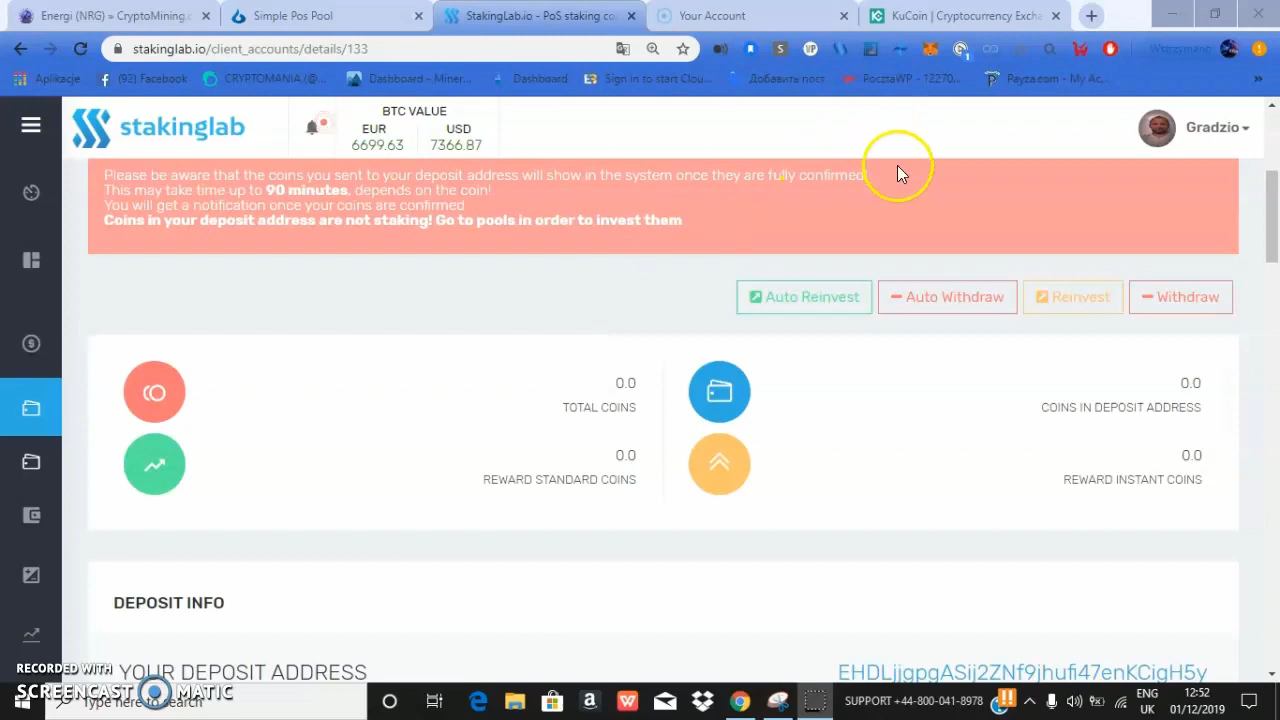 Energi (NRG) » CryptoMining.c
Simple Pos Pool
StakingLab.io - PoS staking co
Your Account
KuCoin | Cryptocurrency Excha
stakinglab.io/client_accounts/details/133
Wstrzymano
Aplikacje
(93) Facebook
CRYPTOMANIA.(@...
Dashboard - Miner...
Dashboard
Sign in to start Clou...
Добавить пост
PocztaWP - 12270...
Payza.com - My Ac...
»
stakinglab
BTC VALUE
EUR
USD
6699.63
7366.87
Gradzio
Please be aware that the coins you sent to your deposit address will show in the system once they are fully confirmed!
This may take time up to 90 minutes, depends on the coin!
You will get a notification once your coins are confirmed
Coins in your deposit address are not staking! Go to pools in order to invest them
Auto Reinvest
Auto Withdraw
Reinvest
Withdraw
0.0
TOTAL COINS
0.0
COINS IN DEPOSIT ADDRESS
0.0
REWARD STANDARD COINS
0.0
REWARD INSTANT COINS
DEPOSIT INFO
YOUR DEPOSIT ADDRESS
EHDLjjgpgASij2ZNf9jhufi47enKCigH5y
RECORDED WITH
SCREENCAST MATIC
Type here to search
SUPPORT +44-800-041-8978
ENG
UK
12:52
01/12/2019